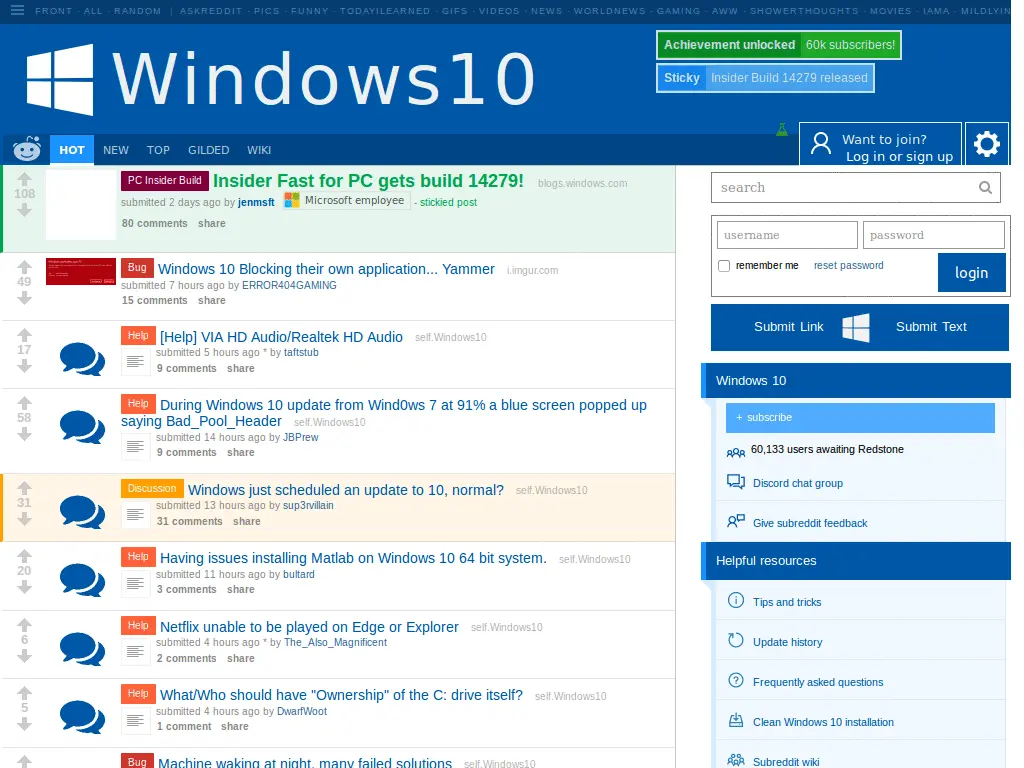 FRONT - ALL - RANDOM | ASKREDDIT - PICS - FUNNY - TODAYILEARNED - GIFS - VIDEOS - NEWS - WORLDNEWS - GAMING - AWW - SHOWERTHOUGHTS - MOVIES - IAMA - MILDLYIN
Windows10
Achievement unlocked 60k subscribers!
Sticky Insider Build 14279 released
HOT NEW TOP GILDED WIKI
Want to join?
Log in or sign up
108
PC Insider Build Insider Fast for PC gets build 14279! blogs.windows.com
submitted 2 days ago by jenmsft Microsoft employee - stickied post
80 comments share
49
Bug Windows 10 Blocking their own application... Yammer i.imgur.com
submitted 7 hours ago by ERROR404GAMING
15 comments share
17
Help [Help] VIA HD Audio/Realtek HD Audio self.Windows10
submitted 5 hours ago * by taftstub
9 comments share
58
Help During Windows 10 update from Wind0ws 7 at 91% a blue screen popped up
saying Bad_Pool_Header self.Windows10
submitted 14 hours ago by JBPrew
9 comments share
31
Discussion Windows just scheduled an update to 10, normal? self.Windows10
submitted 13 hours ago by sup3rvillain
31 comments share
20
Help Having issues installing Matlab on Windows 10 64 bit system. self.Windows10
submitted 11 hours ago by bultard
3 comments share
6
Help Netflix unable to be played on Edge or Explorer self.Windows10
submitted 4 hours ago * by The_Also_Magnificent
2 comments share
5
Help What/Who should have "Ownership" of the C: drive itself? self.Windows10
submitted 4 hours ago by DwarfWoot
1 comment share
Bug Machine waking at night, many failed solutions self.Windows10
search
username password
remember me reset password login
Submit Link Submit Text
Windows 10
+ subscribe
60,133 users awaiting Redstone
Discord chat group
Give subreddit feedback
Helpful resources
Tips and tricks
Update history
Frequently asked questions
Clean Windows 10 installation
Subreddit wiki